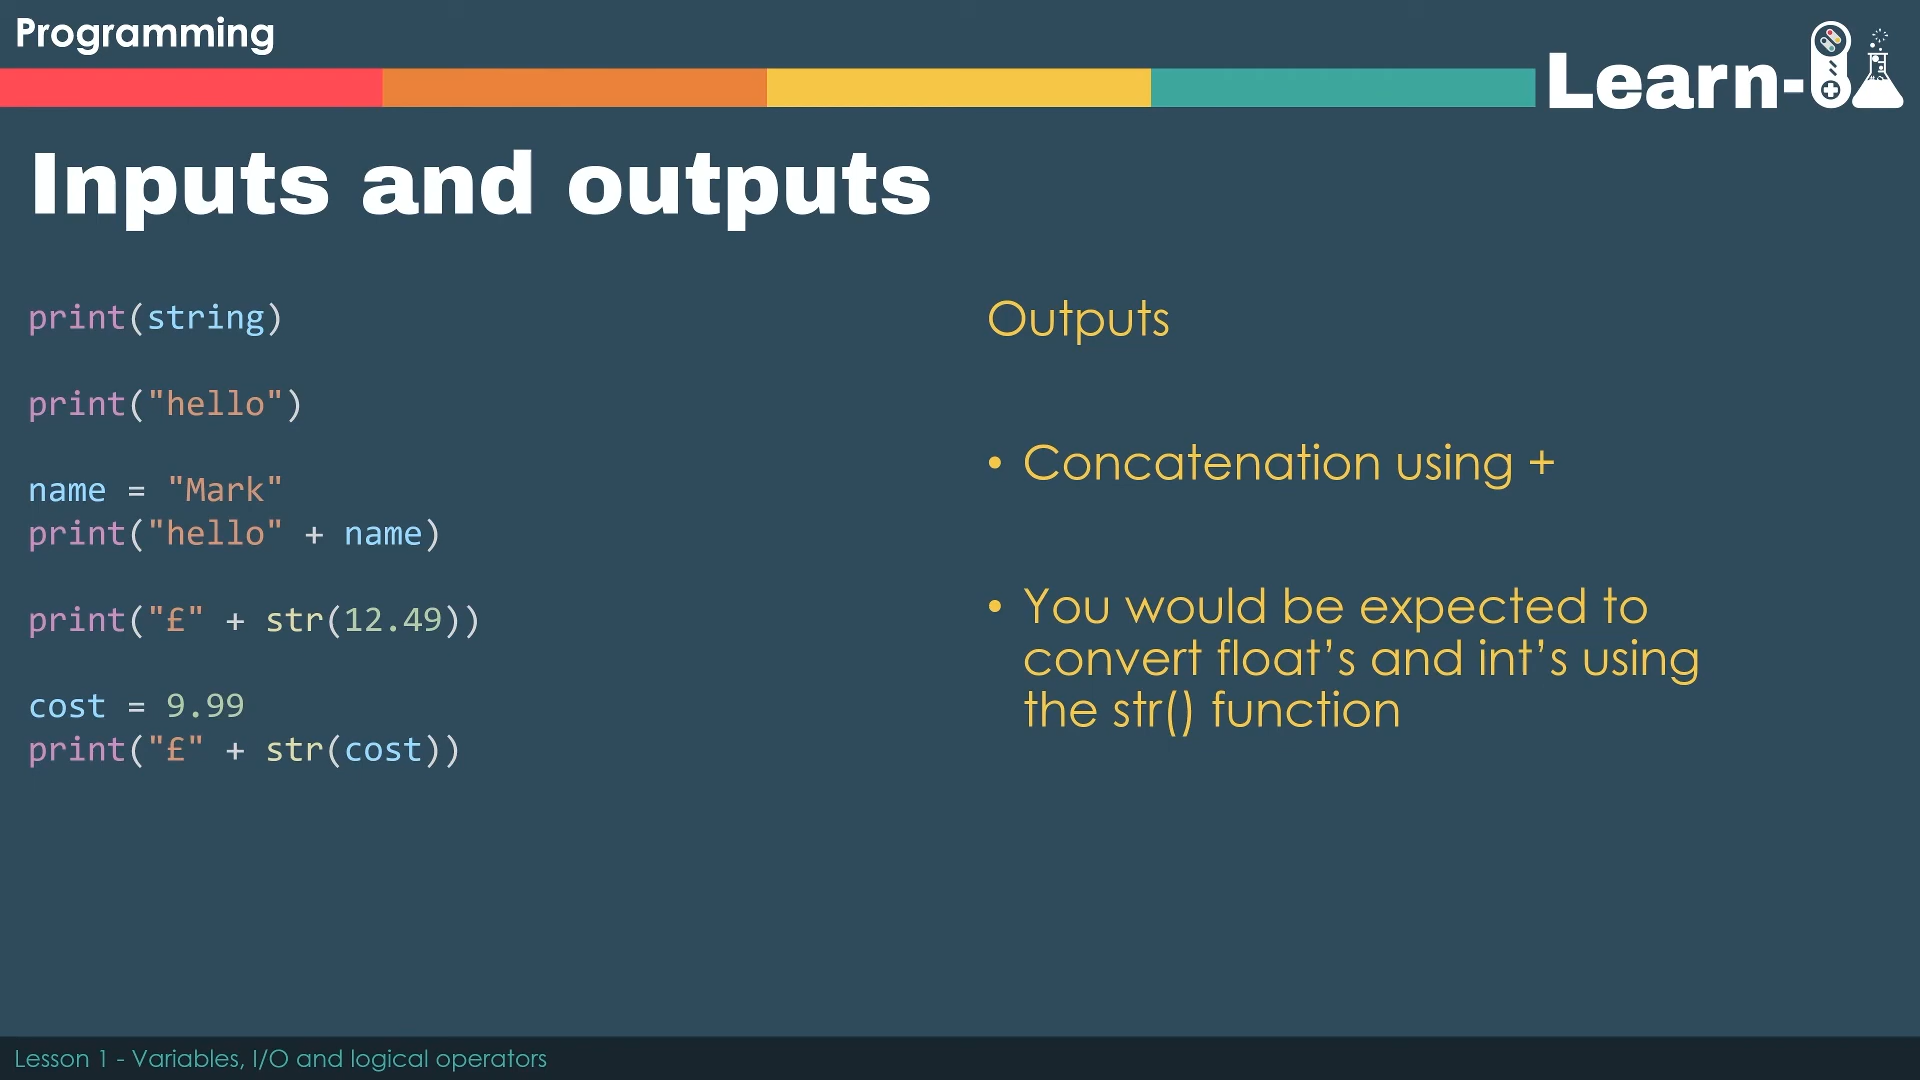 Programming
Learn-
Inputs and outputs
print(string)
print("hello")
name = "Mark"
print("hello" + name)
print("£" + str(12.49))
cost = 9.99
print("£" + str(cost))
Outputs
• Concatenation using +
• You would be expected to
convert float’s and int’s using
the str() function
Lesson 1 - Variables, I/O and logical operators